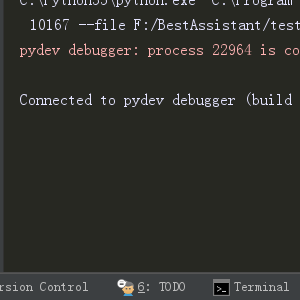 C:\Python35\python.exe "C:\Program
10167 --file F:/BestAssistant/test
pydev debugger: process 22964 is co
Connected to pydev debugger (build
rsion Control 6: TODO Terminal